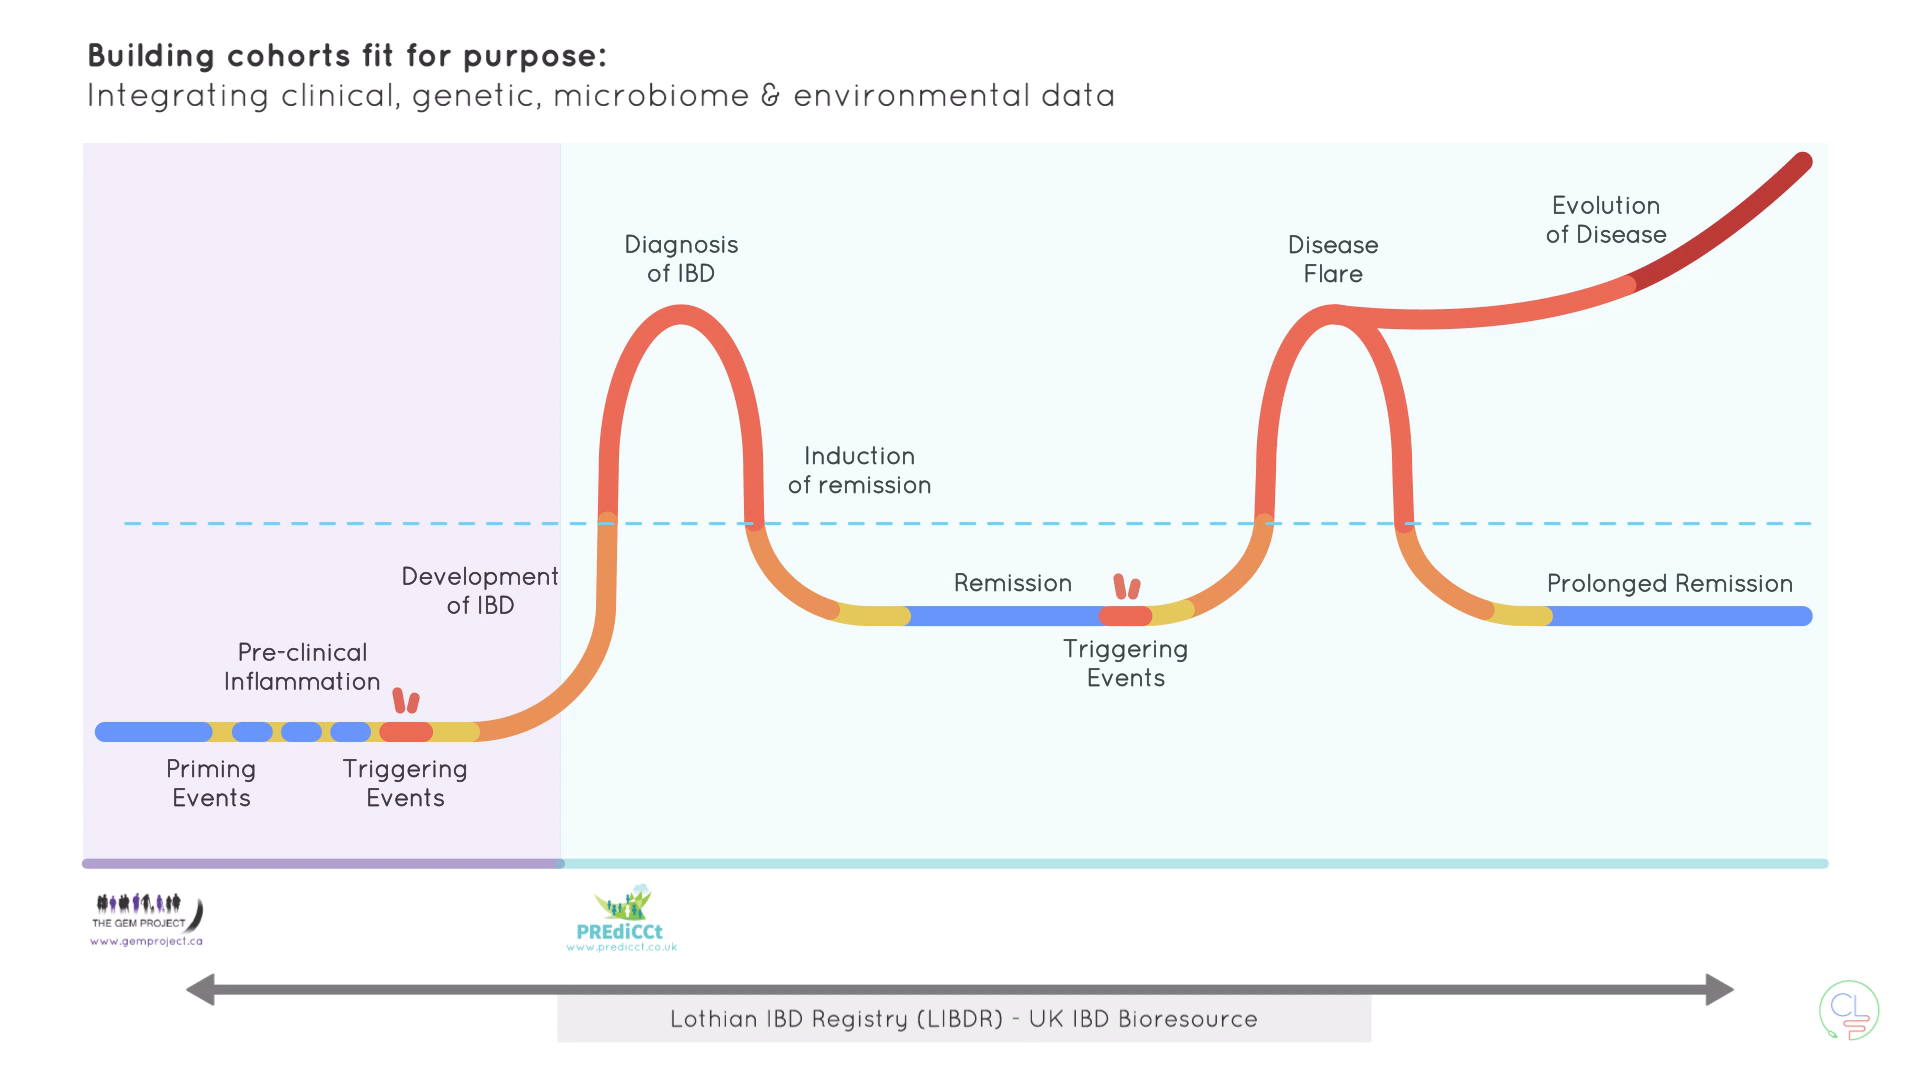 Building cohorts fit for purpose:
Integrating clinical, genetic, microbiome & environmental data
Evolution
of Disease
Diagnosis
of IBD
Disease
Flare
Induction
of remission
Development
of IBD
Remission
Prolonged Remission
Triggering
Events
Pre-clinical
Inflammation
Priming
Events
Triggering
Events
THE GEM PROJECT
www.gemproject.ca
PREdiCCt
www.predicct.co.uk
Lothian IBD Registry (LIBDR) - UK IBD Bioresource
CL